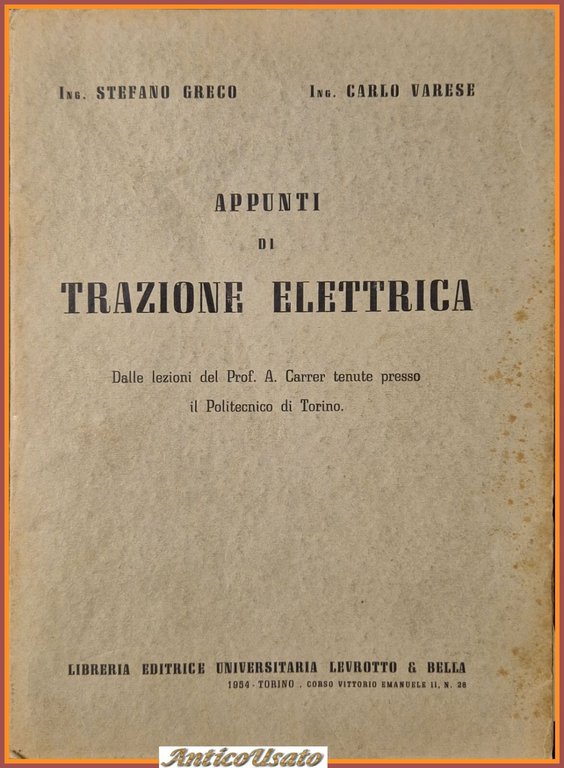 ING. STEFANO GRECO ING. CARLO VARESE
APPUNTI
DI
TRAZIONE ELETTRICA
Dalle lezioni del Prof. A. Carrer tenute presso
il Politecnico di Torino.
LIBRERIA EDITRICE UNIVERSITARIA LEVROTTO & BELLA
1954 - TORINO . CORSO VITTORIO EMANUELE II, N. 26
AnticoUsato